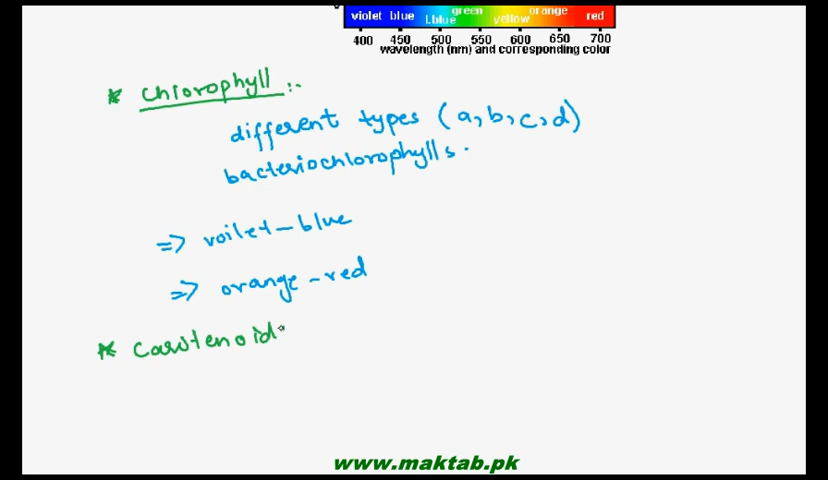 violet blue Lblue green yellow orange red
400 450 500 550 600 650 700
wavelength (nm) and corresponding color
* chlorophyll :-
different types (a, b, c, d)
bacteriochlorophylls.
=> voilet-blue
=> orange-red
* carotenoid
www.maktab.pk